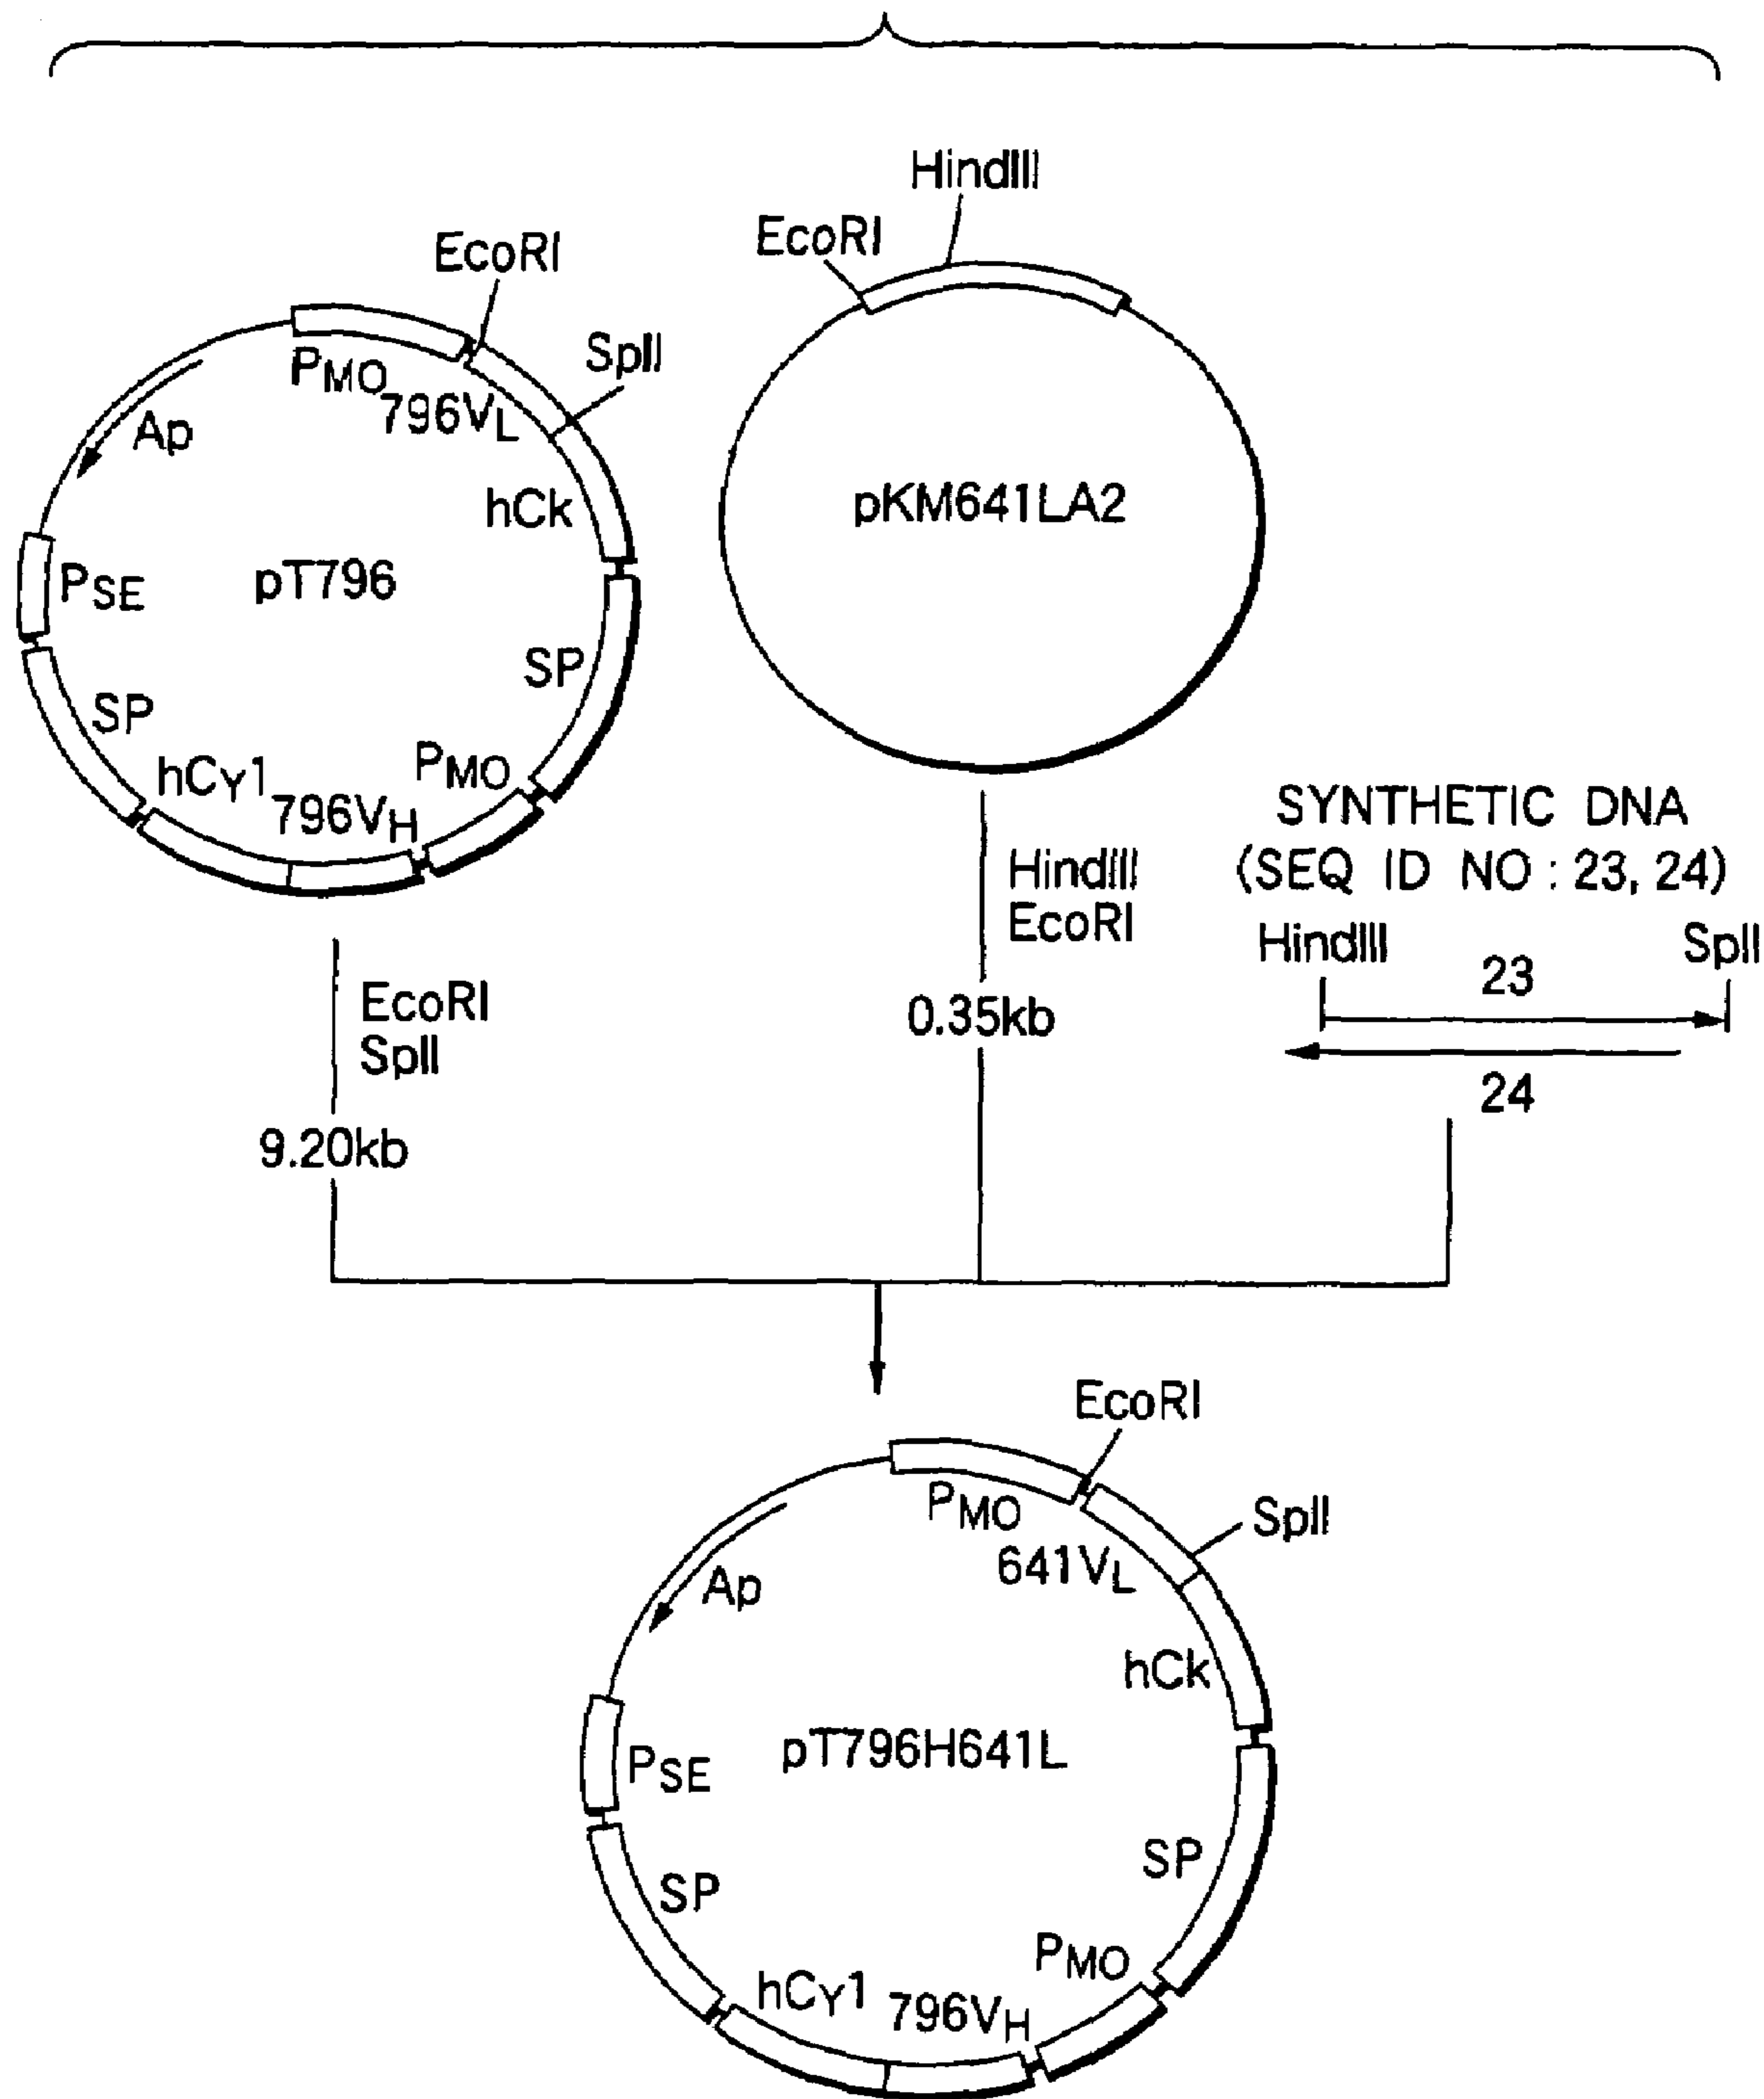 HindIII
EcoRI
EcoRI
SplI
PMO
796VL
Ap
hCk
pKM641LA2
PSE
pT796
SP
SP
hCγ1
796VH
PMO
SYNTHETIC DNA
(SEQ ID NO : 23, 24)
HindIII
EcoRI
HindIII
23
SplI
EcoRI
SplI
0.35kb
24
9.20kb
EcoRI
PMO
SplI
641VL
Ap
hCk
pT796H641L
PSE
SP
SP
PMO
hCγ1
796VH